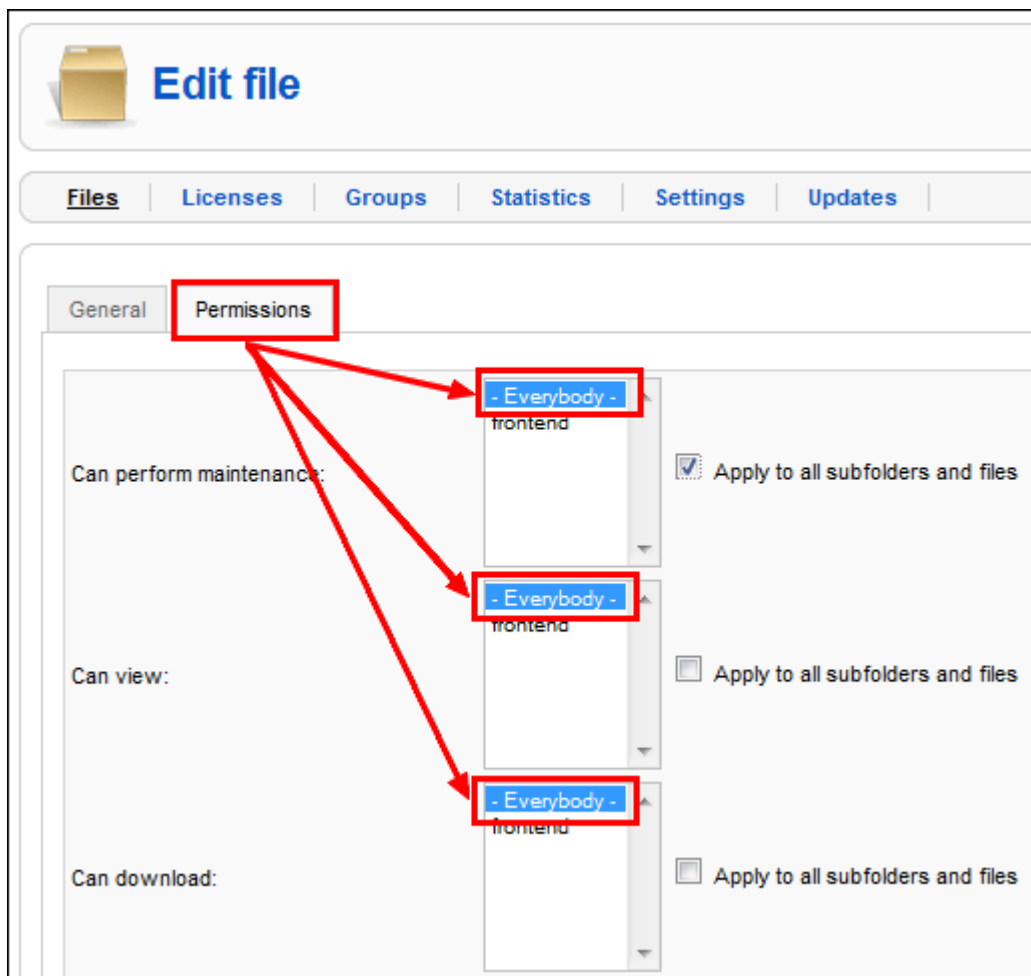 Edit file
Files Licenses Groups Statistics Settings Updates
General Permissions
- Everybody -
frontend
Can perform maintenance:
Apply to all subfolders and files
- Everybody -
frontend
Can view:
Apply to all subfolders and files
- Everybody -
frontend
Can download:
Apply to all subfolders and files